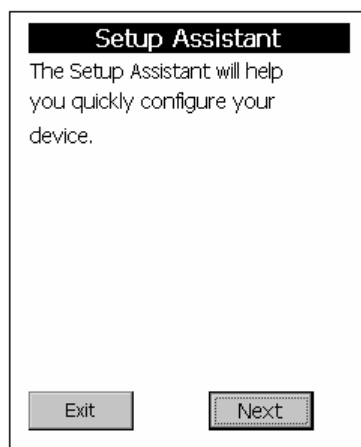 Setup Assistant
The Setup Assistant will help
you quickly configure your
device.
Exit
Next